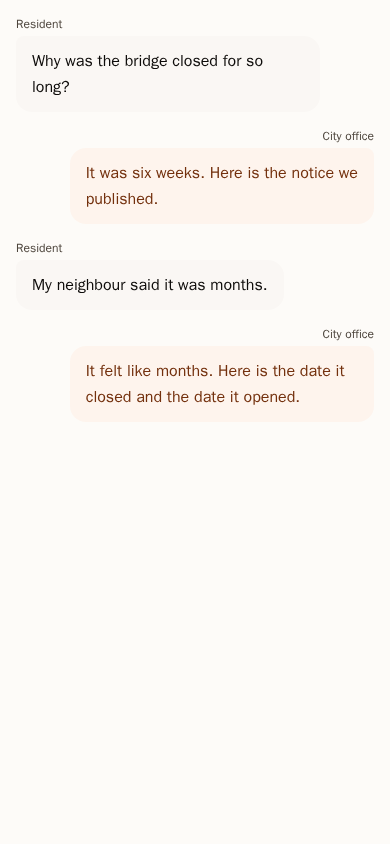 Resident
Why was the bridge closed for so
long?
City office
It was six weeks. Here is the notice we
published.
Resident
My neighbour said it was months.
City office
It felt like months. Here is the date it
closed and the date it opened.